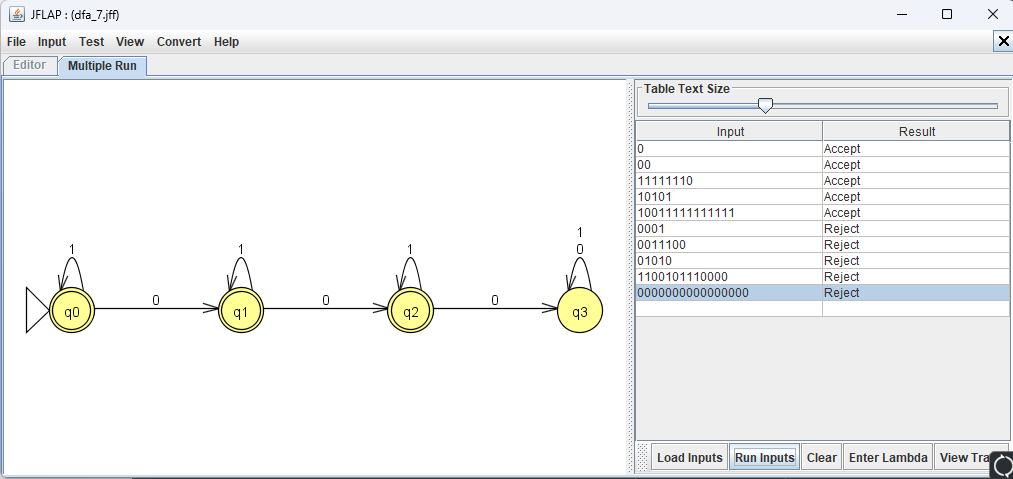 JFLAP : (dfa_7.jff)
File Input Test View Convert Help
Editor Multiple Run
Table Text Size
Input Result
0 Accept
00 Accept
11111110 Accept
10101 Accept
10011111111111 Accept
0001 Reject
0011100 Reject
01010 Reject
1100101110000 Reject
0000000000000000 Reject
1
1 1 1 0
0 0 0
q0 q1 q2 q3
Load Inputs Run Inputs Clear Enter Lambda View Tra